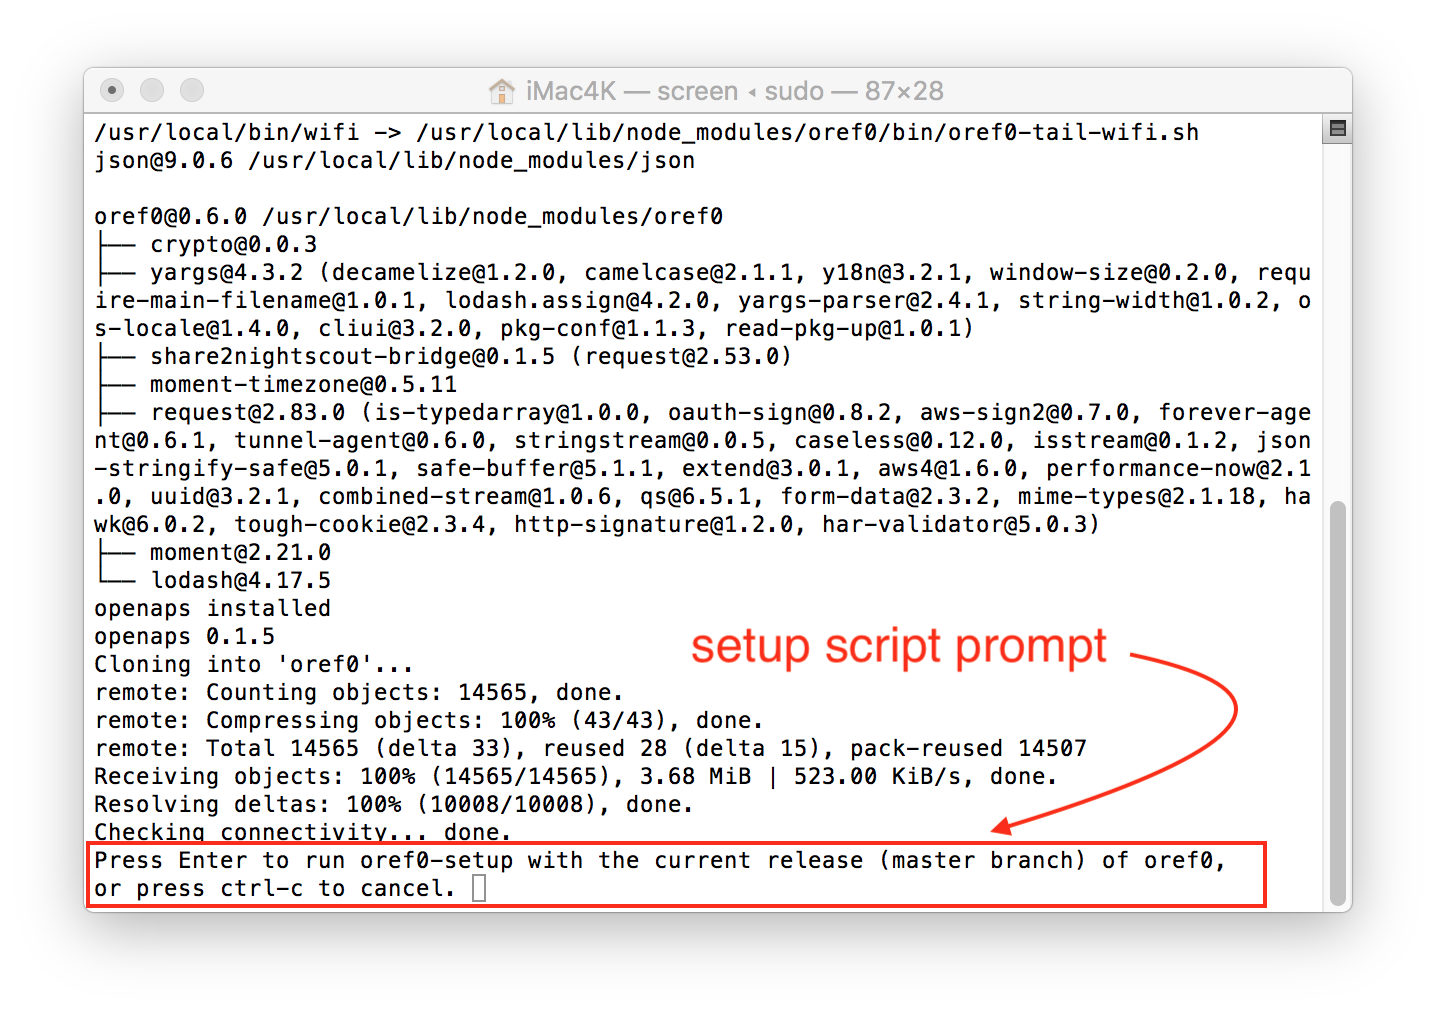 iMac4K — screen ◂ sudo — 87×28
/usr/local/bin/wifi -> /usr/local/lib/node_modules/oref0/bin/oref0-tail-wifi.sh
json@9.0.6 /usr/local/lib/node_modules/json
oref0@0.6.0 /usr/local/lib/node_modules/oref0
├── crypto@0.0.3
├── yargs@4.3.2 (decamelize@1.2.0, camelcase@2.1.1, y18n@3.2.1, window-size@0.2.0, requ
ire-main-filename@1.0.1, lodash.assign@4.2.0, yargs-parser@2.4.1, string-width@1.0.2, o
s-locale@1.4.0, cliui@3.2.0, pkg-conf@1.1.3, read-pkg-up@1.0.1)
├── share2nightscout-bridge@0.1.5 (request@2.53.0)
├── moment-timezone@0.5.11
├── request@2.83.0 (is-typedarray@1.0.0, oauth-sign@0.8.2, aws-sign2@0.7.0, forever-age
nt@0.6.1, tunnel-agent@0.6.0, stringstream@0.0.5, caseless@0.12.0, isstream@0.1.2, json
-stringify-safe@5.0.1, safe-buffer@5.1.1, extend@3.0.1, aws4@1.6.0, performance-now@2.1
.0, uuid@3.2.1, combined-stream@1.0.6, qs@6.5.1, form-data@2.3.2, mime-types@2.1.18, ha
wk@6.0.2, tough-cookie@2.3.4, http-signature@1.2.0, har-validator@5.0.3)
├── moment@2.21.0
└── lodash@4.17.5
openaps installed
openaps 0.1.5
Cloning into 'oref0'...
setup script prompt
remote: Counting objects: 14565, done.
remote: Compressing objects: 100% (43/43), done.
remote: Total 14565 (delta 33), reused 28 (delta 15), pack-reused 14507
Receiving objects: 100% (14565/14565), 3.68 MiB | 523.00 KiB/s, done.
Resolving deltas: 100% (10008/10008), done.
Checking connectivity... done.
Press Enter to run oref0-setup with the current release (master branch) of oref0,
or press ctrl-c to cancel.